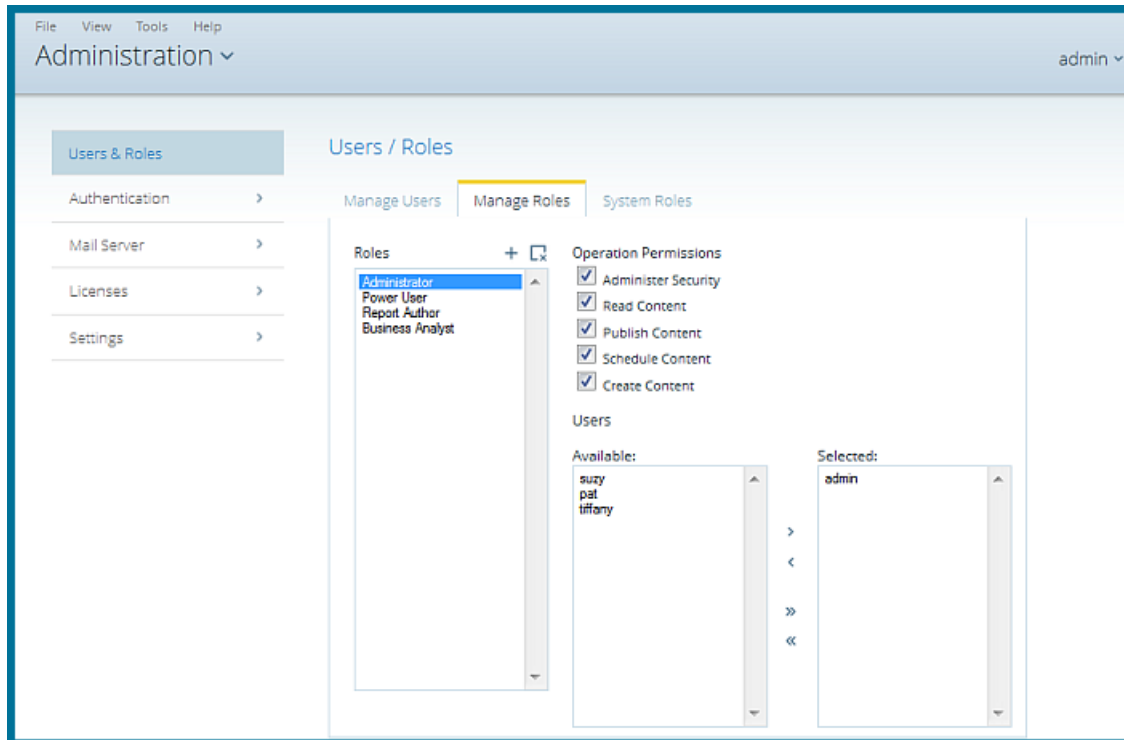 File View Tools Help
Administration
admin
Users & Roles
Authentication
Mail Server
Licenses
Settings
Users / Roles
Manage Users Manage Roles System Roles
Roles
Administrator
Power User
Report Author
Business Analyst
Operation Permissions
Administer Security
Read Content
Publish Content
Schedule Content
Create Content
Users
Available:
suzy
pat
tiffany
Selected:
admin